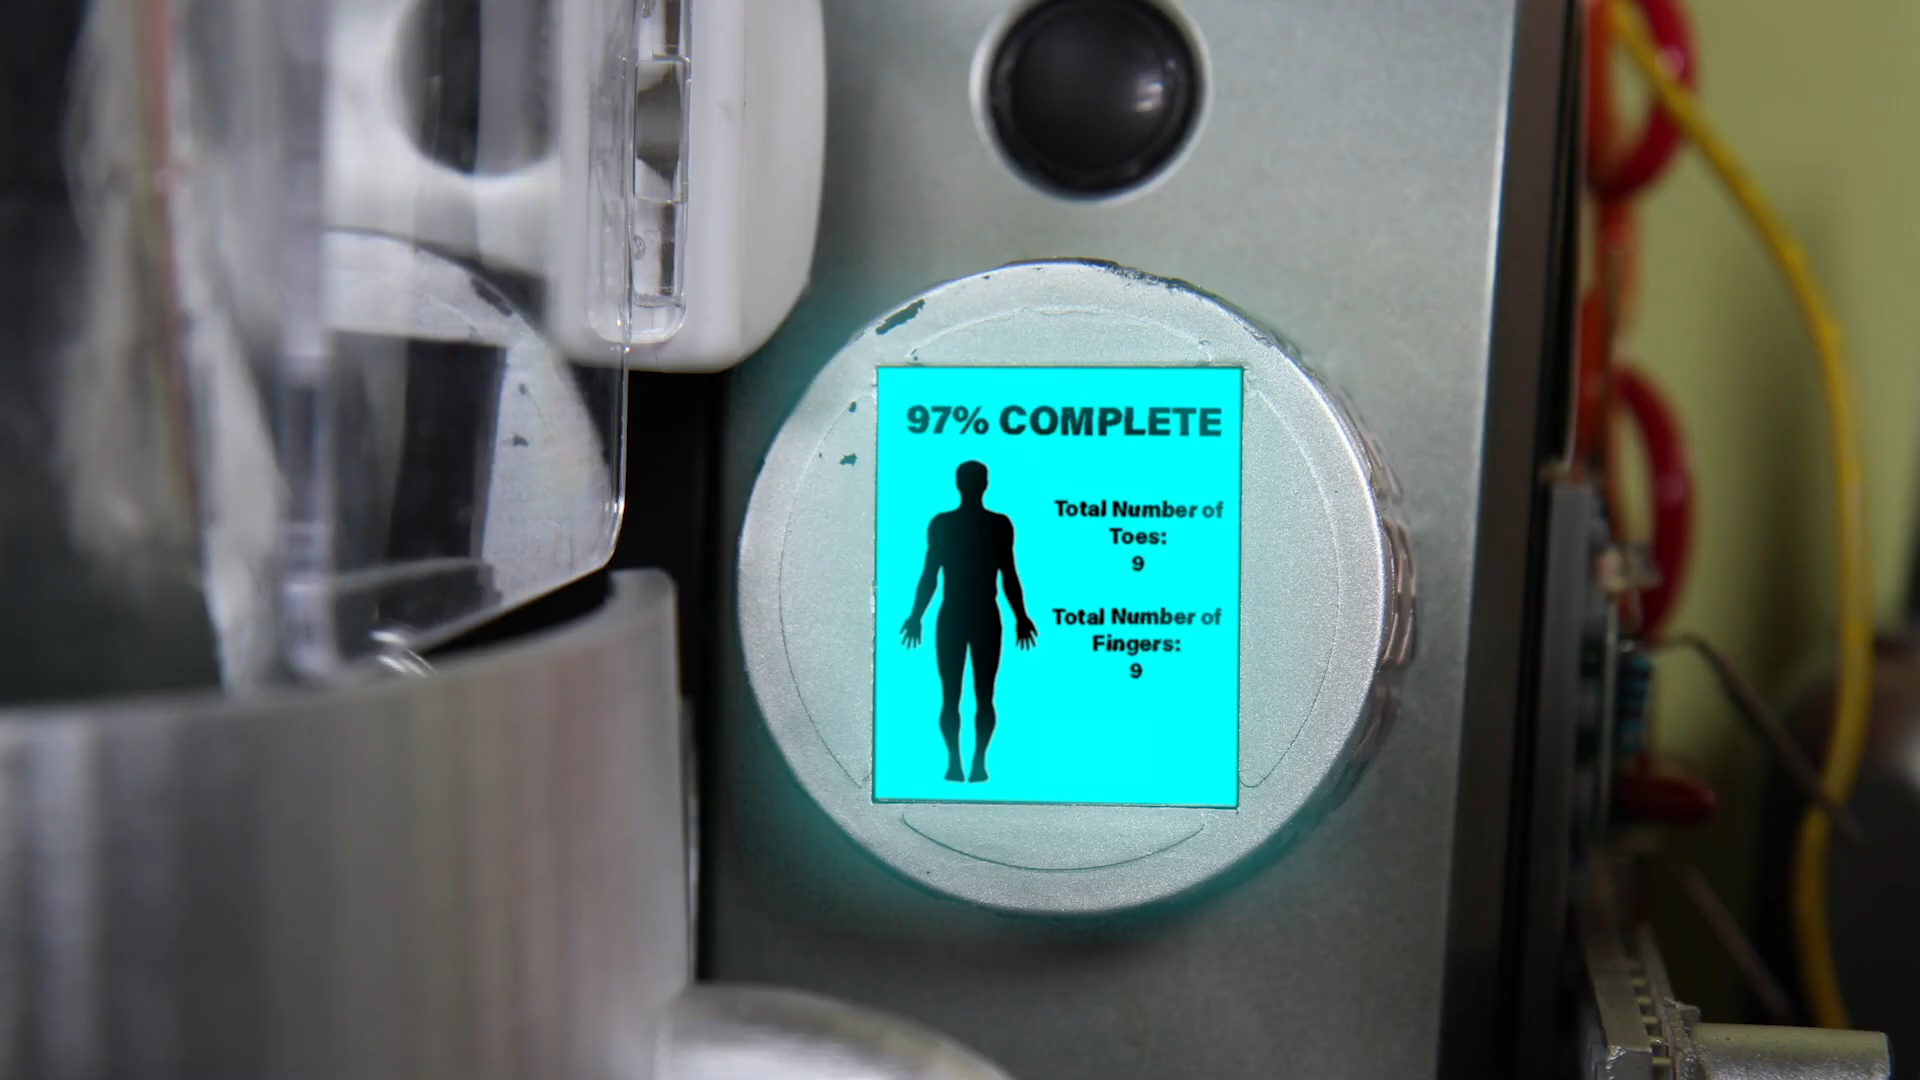 97% COMPLETE
Total Number of
Toes:
9
Total Number of
Fingers:
9